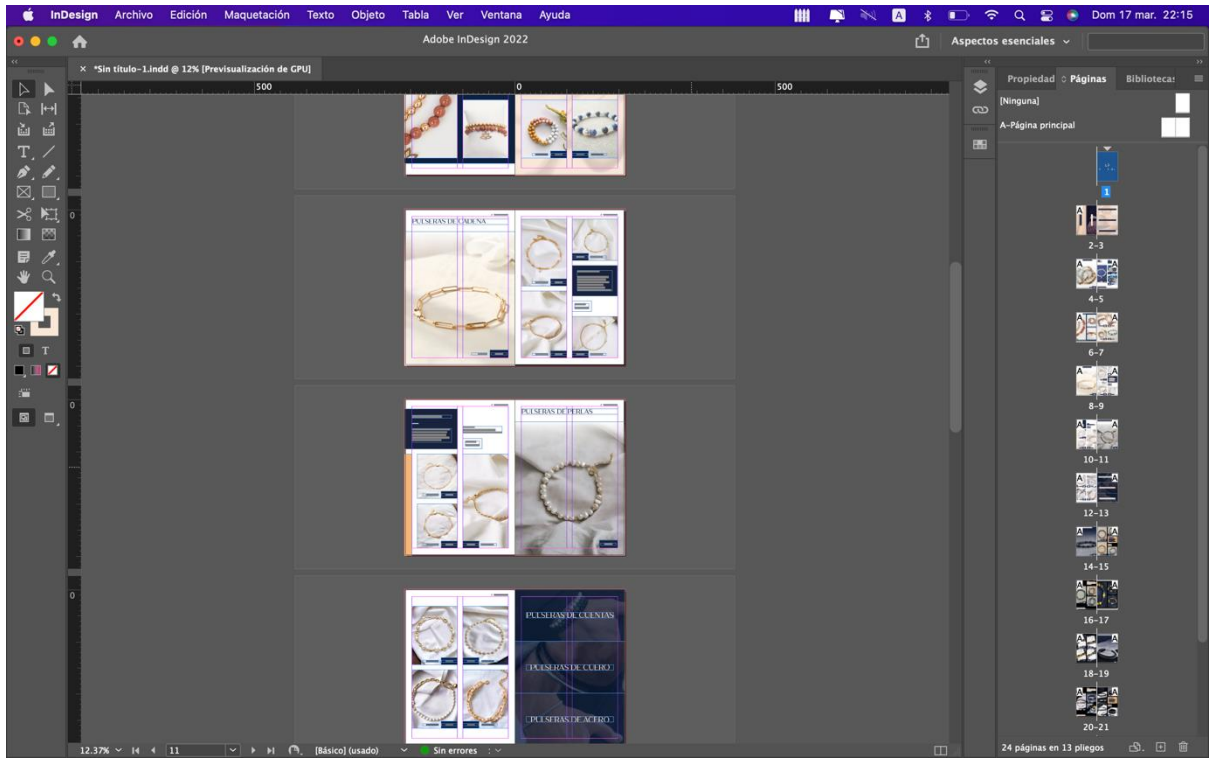 InDesign Archivo Edición Maquetación Texto Objeto Tabla Ver Ventana Ayuda
A
Dom 17 mar. 22:15
Adobe InDesign 2022
Aspectos esenciales
*Sin título-1.indd @ 12% [Previsualización de GPU]
500 0 500
Propiedad Páginas Bibliotecas
[Ninguna]
A-Página principal
1
2-3
4-5
6-7
8-9
10-11
12-13
14-15
16-17
18-19
20-21
0
PULSERAS DE CADENA
0
PULSERAS DE PERLAS
0
PULSERAS DE CUENTAS
PULSERAS DE CUERO
PULSERAS DE ACERO
12.37% 11 [Básico] (usado) Sin errores
24 páginas en 13 pliegos